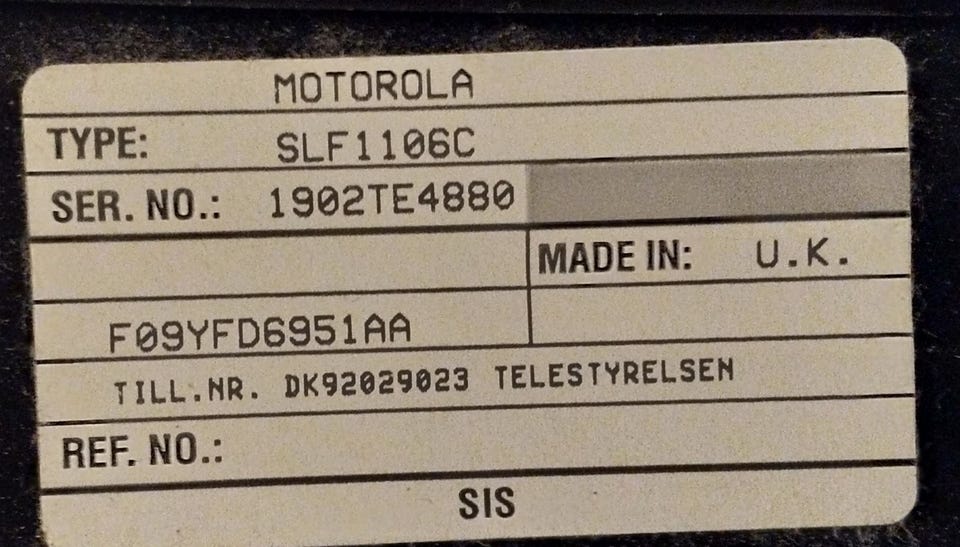 MOTOROLA
TYPE: SLF1106C
SER. NO.: 1902TE4880
MADE IN: U.K.
F09YFD6951AA
TILL.NR. DK92029023 TELESTYRELSEN
REF. NO.:
SIS